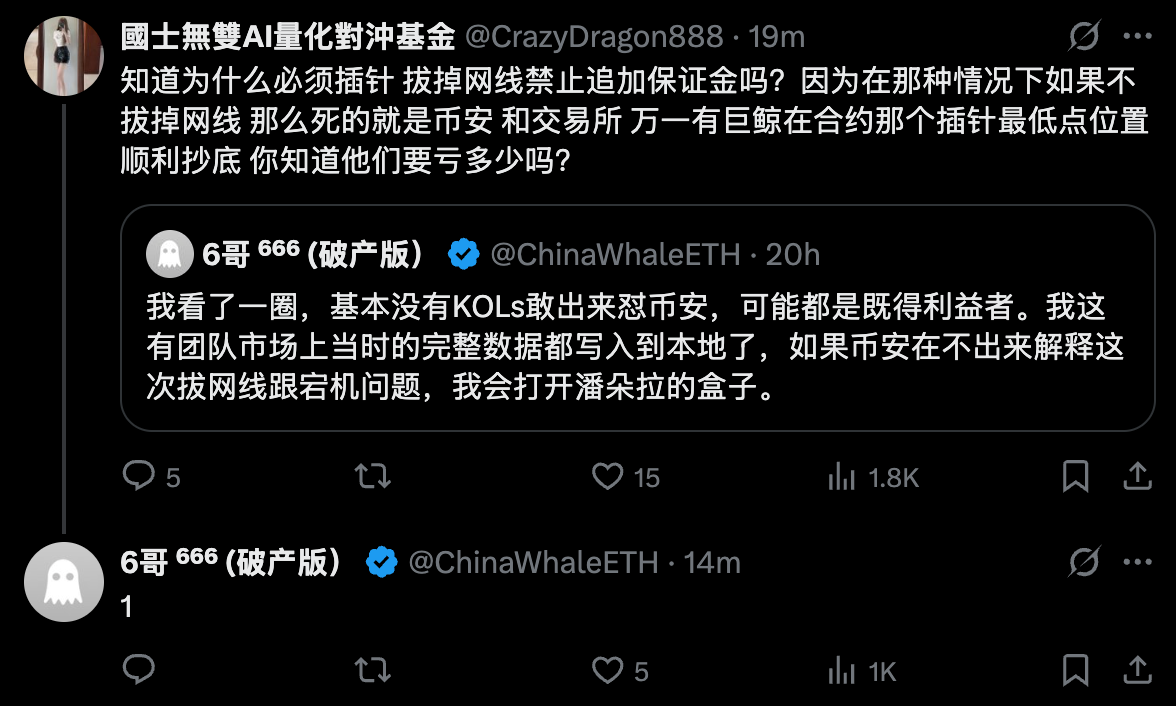 國士無雙AI量化對沖基金 @CrazyDragon888 · 19m
知道为什么必须插针 拔掉网线禁止追加保证金吗？因为在那种情况下如果不
拔掉网线 那么死的就是币安 和交易所 万一有巨鲸在合约那个插针最低点位置
顺利抄底 你知道他们要亏多少吗？
6哥 ⁶⁶⁶ (破产版) @ChinaWhaleETH · 20h
我看了一圈，基本没有KOLs敢出来怼币安，可能都是既得利益者。我这
有团队市场上当时的完整数据都写入到本地了，如果币安在不出来解释这
次拔网线跟宕机问题，我会打开潘朵拉的盒子。
5 15 1.8K
6哥 ⁶⁶⁶ (破产版) @ChinaWhaleETH · 14m
1
5 1K